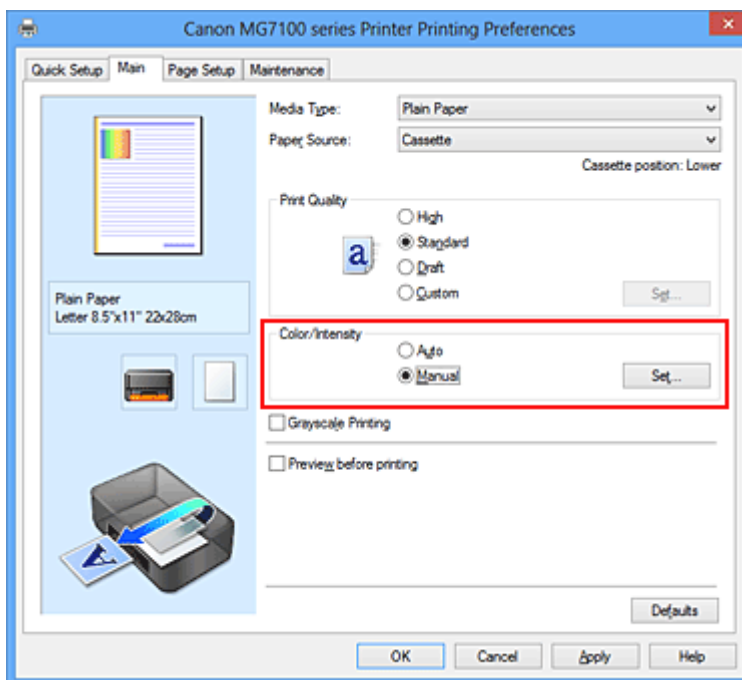 Canon MG7100 series Printer Printing Preferences
Quick Setup Main Page Setup Maintenance
Media Type: Plain Paper
Paper Source: Cassette
Cassette position: Lower
Print Quality
High
a Standard
Draft
Custom Set...
Plain Paper
Letter 8.5"x11" 22x28cm
Color/Intensity
Auto
Manual Set...
Grayscale Printing
Preview before printing
A
Defaults
OK Cancel Apply Help